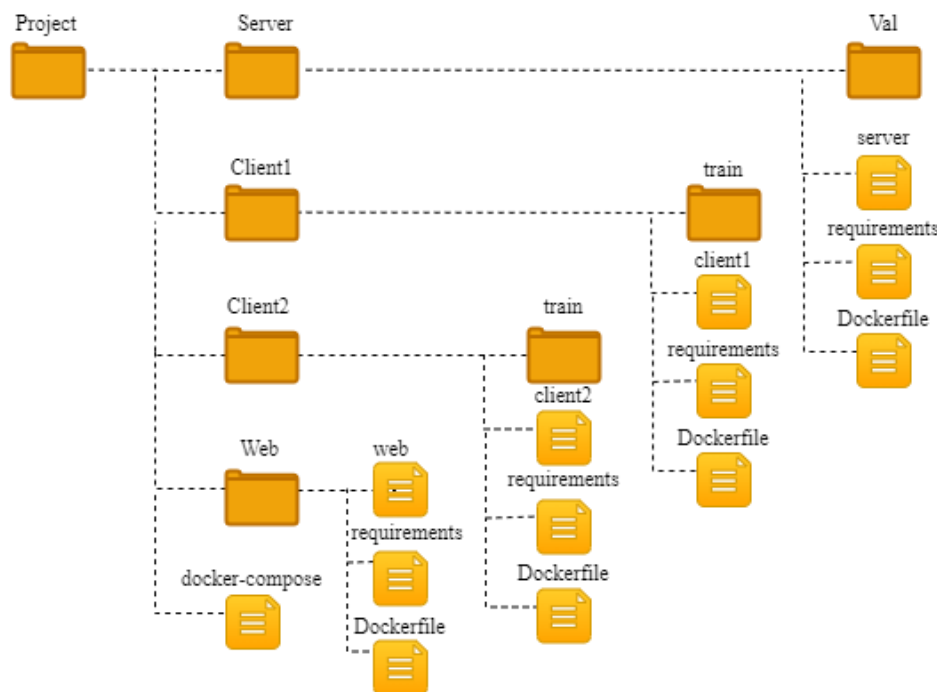 Project
Server
Val
server
requirements
Dockerfile
Client1
train
client1
requirements
Dockerfile
Client2
train
client2
requirements
Dockerfile
Web
web
requirements
Dockerfile
docker-compose